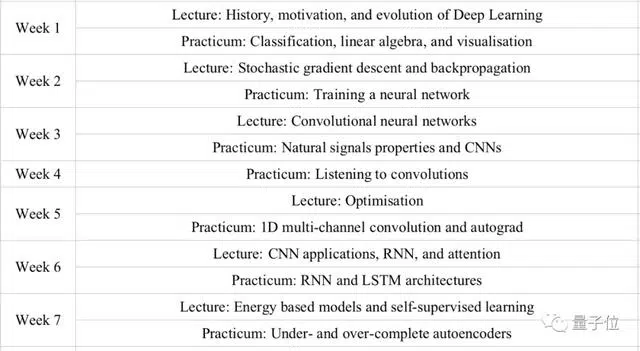 Week 1
Lecture: History, motivation, and evolution of Deep Learning
Practicum: Classification, linear algebra, and visualisation
Week 2
Lecture: Stochastic gradient descent and backpropagation
Practicum: Training a neural network
Week 3
Lecture: Convolutional neural networks
Practicum: Natural signals properties and CNNs
Week 4
Practicum: Listening to convolutions
Week 5
Lecture: Optimisation
Practicum: 1D multi-channel convolution and autograd
Week 6
Lecture: CNN applications, RNN, and attention
Practicum: RNN and LSTM architectures
Week 7
Lecture: Energy based models and self-supervised learning
Practicum: Under- and over-complete autoencoders
量子位